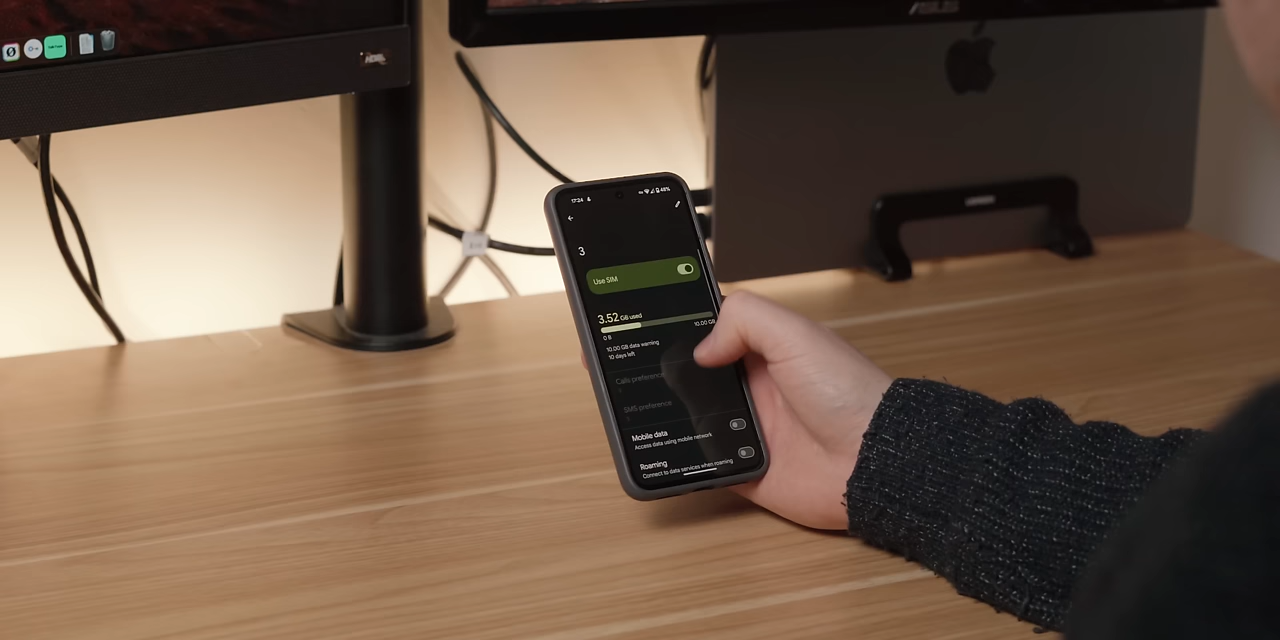 ASUS
17:24
48%
3
Use SIM
3.52 GB used
0 B
10.00 GB
10.00 GB data warning
10 days left
Calls preference
SMS preference
Mobile data
Access data using mobile network
Roaming
Connect to data services when roaming